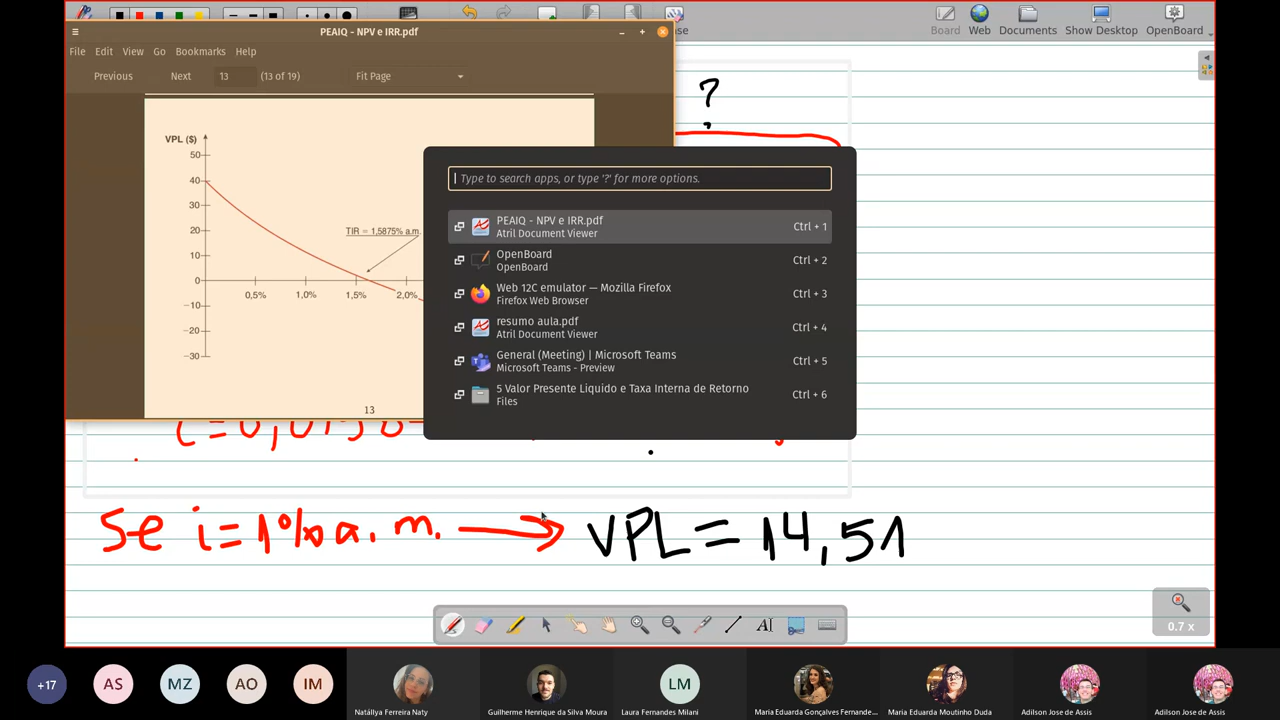 Board
Web
Documents
Show Desktop
OpenBoard
PEAIQ - NPV e IRR.pdf
File Edit View Go Bookmarks Help
Previous Next 13 (13 of 19) Fit Page
?
VPL ($)
50
40
30
20
10
0
−10
−20
−30
TIR = 1,5875% a.m.
0,5% 1,0% 1,5% 2,0%
13
Type to search apps, or type '?' for more options.
PEAIQ - NPV e IRR.pdf
Atril Document Viewer
Ctrl + 1
OpenBoard
OpenBoard
Ctrl + 2
Web 12C emulator — Mozilla Firefox
Firefox Web Browser
Ctrl + 3
resumo aula.pdf
Atril Document Viewer
Ctrl + 4
General (Meeting) | Microsoft Teams
Microsoft Teams - Preview
Ctrl + 5
5 Valor Presente Liquido e Taxa Interna de Retorno
Files
Ctrl + 6
Se i=1% a.m. → VPL = 14,51
0.7 x
+17 AS MZ AO IM LM
Natállya Ferreira Naty
Guilherme Henrique da Silva Moura
Laura Fernandes Milani
Maria Eduarda Gonçalves Fernande...
Maria Eduarda Moutinho Duda
Adilson Jose de Assis
Adilson Jose de Assis